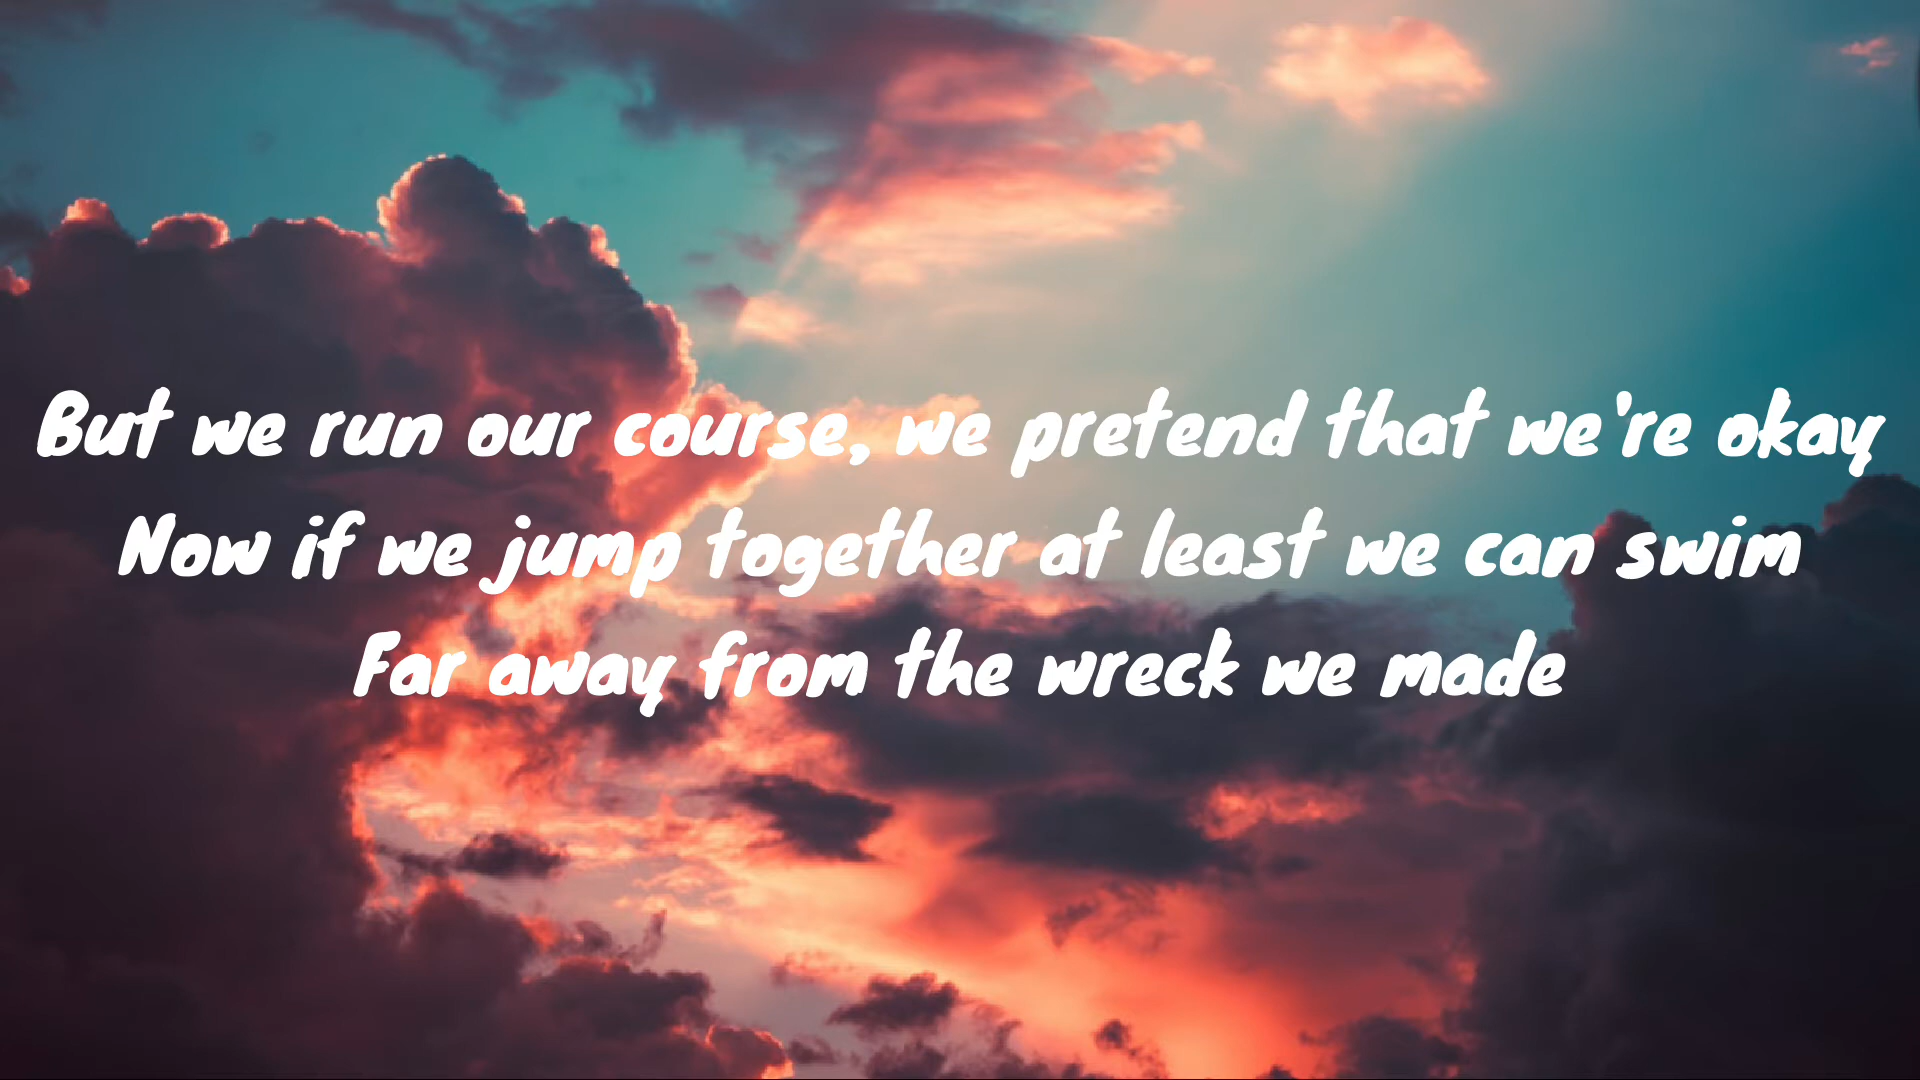 But we run our course, we pretend that we're okay
Now if we jump together at least we can swim
Far away from the wreck we made